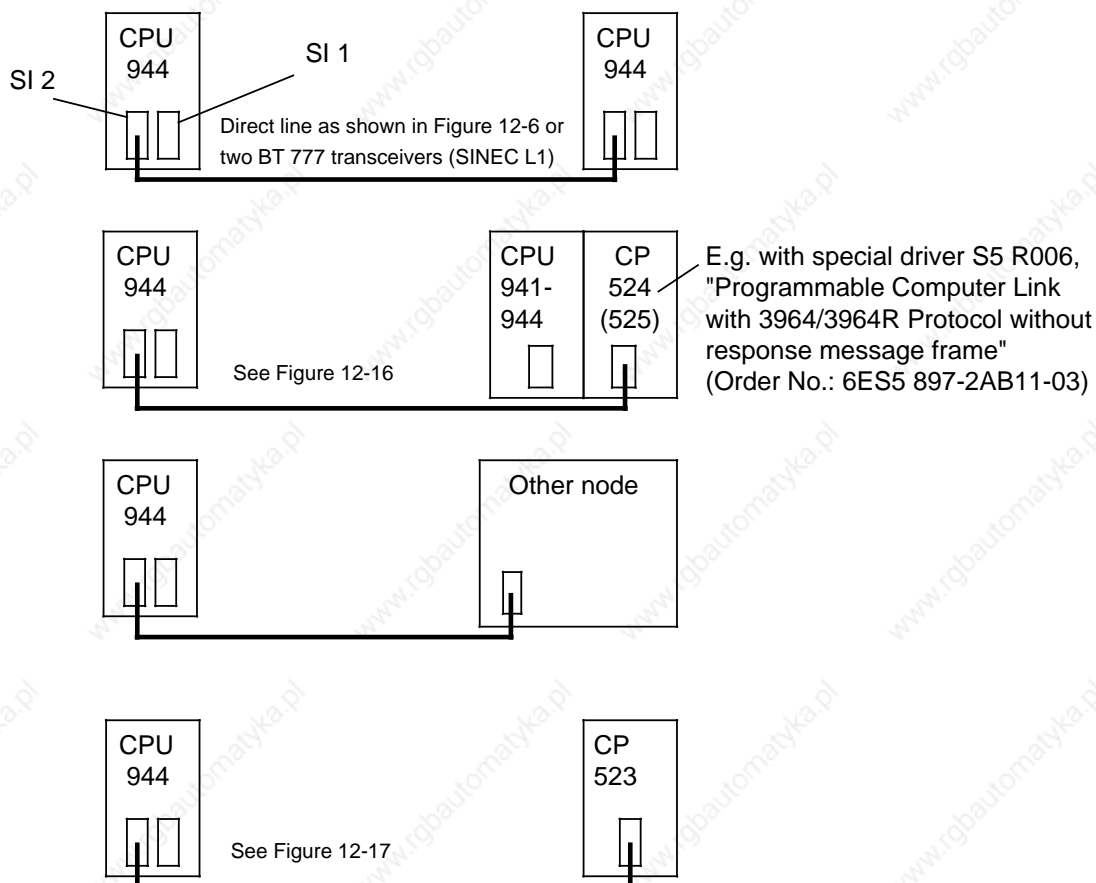 CPU
944
SI 1
SI 2
CPU
944
Direct line as shown in Figure 12-6 or
two BT 777 transceivers (SINEC L1)
CPU
944
See Figure 12-16
CPU
941-
944
CP
524
(525)
E.g. with special driver S5 R006,
"Programmable Computer Link
with 3964/3964R Protocol without
response message frame"
(Order No.: 6ES5 897-2AB11-03)
CPU
944
Other node
CPU
944
See Figure 12-17
CP
523
www.rgbautomatyka.pl